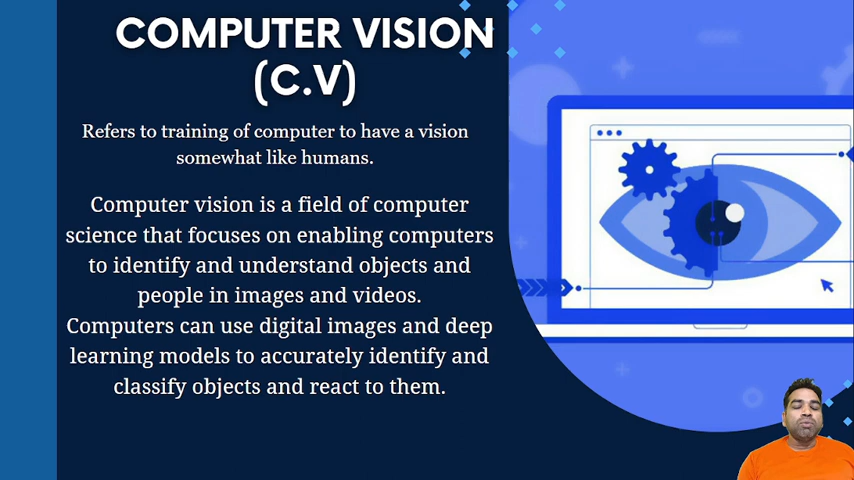 COMPUTER VISION
(C.V)
Refers to training of computer to have a vision
somewhat like humans.
Computer vision is a field of computer
science that focuses on enabling computers
to identify and understand objects and
people in images and videos.
Computers can use digital images and deep
learning models to accurately identify and
classify objects and react to them.